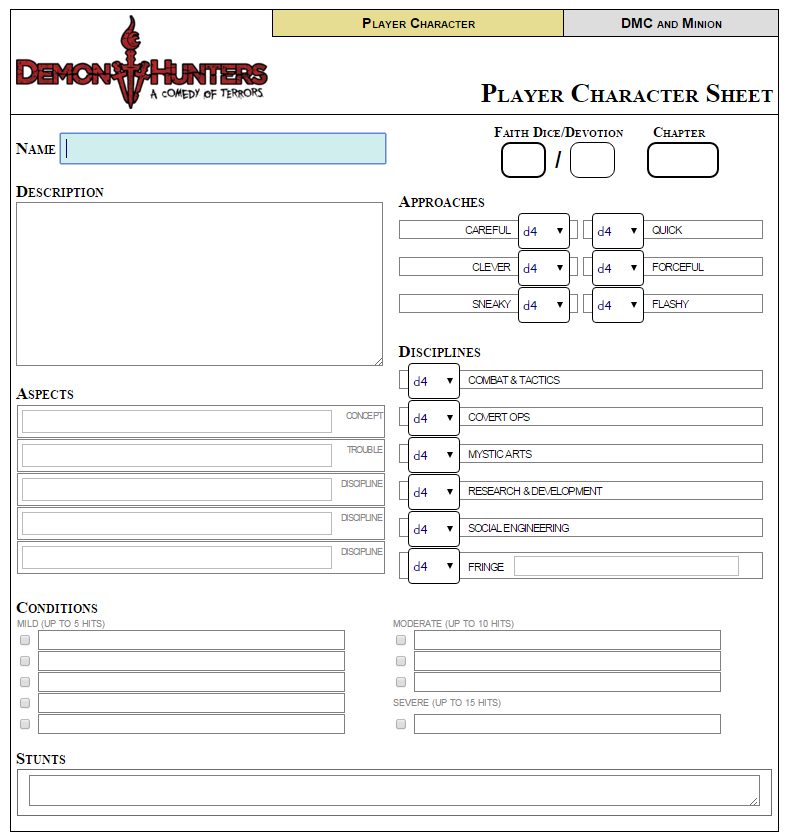 Player Character
DMC and Minion
Demon Hunters
A Comedy of Terrors
Player Character Sheet
Name
Faith Dice/Devotion
Chapter
/
Description
Approaches
CAREFUL d4 ▼ d4 ▼ QUICK
CLEVER d4 ▼ d4 ▼ FORCEFUL
SNEAKY d4 ▼ d4 ▼ FLASHY
Disciplines
d4 ▼ COMBAT & TACTICS
d4 ▼ COVERT OPS
d4 ▼ MYSTIC ARTS
d4 ▼ RESEARCH & DEVELOPMENT
d4 ▼ SOCIAL ENGINEERING
d4 ▼ FRINGE
Aspects
CONCEPT
TROUBLE
DISCIPLINE
DISCIPLINE
DISCIPLINE
Conditions
MILD (UP TO 5 HITS)
MODERATE (UP TO 10 HITS)
SEVERE (UP TO 15 HITS)
Stunts